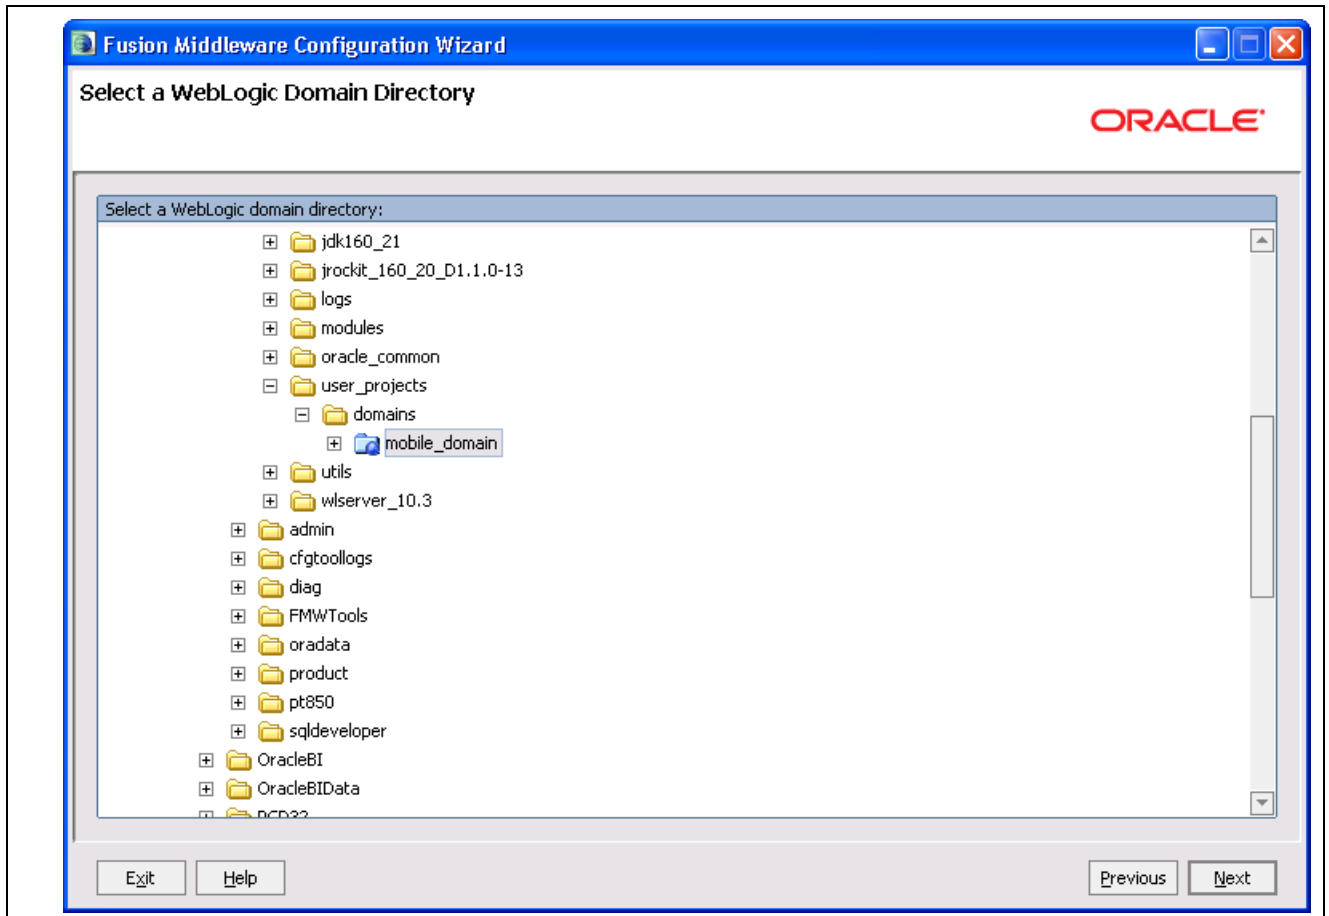 Fusion Middleware Configuration Wizard
Select a WebLogic Domain Directory
ORACLE
Select a WebLogic domain directory:
jdk160_21
jrockit_160_20_D1.1.0-13
logs
modules
oracle_common
user_projects
domains
mobile_domain
utils
wlserver_10.3
admin
cfgtoollogs
diag
FMWTools
oradata
product
pt850
sqldeveloper
OracleBI
OracleBIData
Exit Help Previous Next